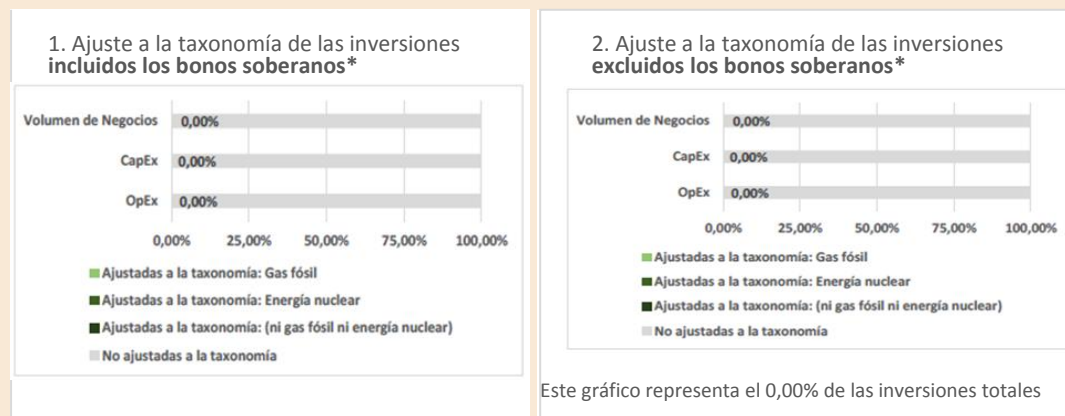 1. Ajuste a la taxonomía de las inversiones
incluidos los bonos soberanos*
Volumen de Negocios 0,00%
CapEx 0,00%
OpEx 0,00%
0,00% 25,00% 50,00% 75,00% 100,00%
Ajustadas a la taxonomía: Gas fósil
Ajustadas a la taxonomía: Energía nuclear
Ajustadas a la taxonomía: (ni gas fósil ni energía nuclear)
No ajustadas a la taxonomía
2. Ajuste a la taxonomía de las inversiones
excluidos los bonos soberanos*
Volumen de Negocios 0,00%
CapEx 0,00%
OpEx 0,00%
0,00% 25,00% 50,00% 75,00% 100,00%
Ajustadas a la taxonomía: Gas fósil
Ajustadas a la taxonomía: Energía nuclear
Ajustadas a la taxonomía: (ni gas fósil ni energía nuclear)
No ajustadas a la taxonomía
Este gráfico representa el 0,00% de las inversiones totales